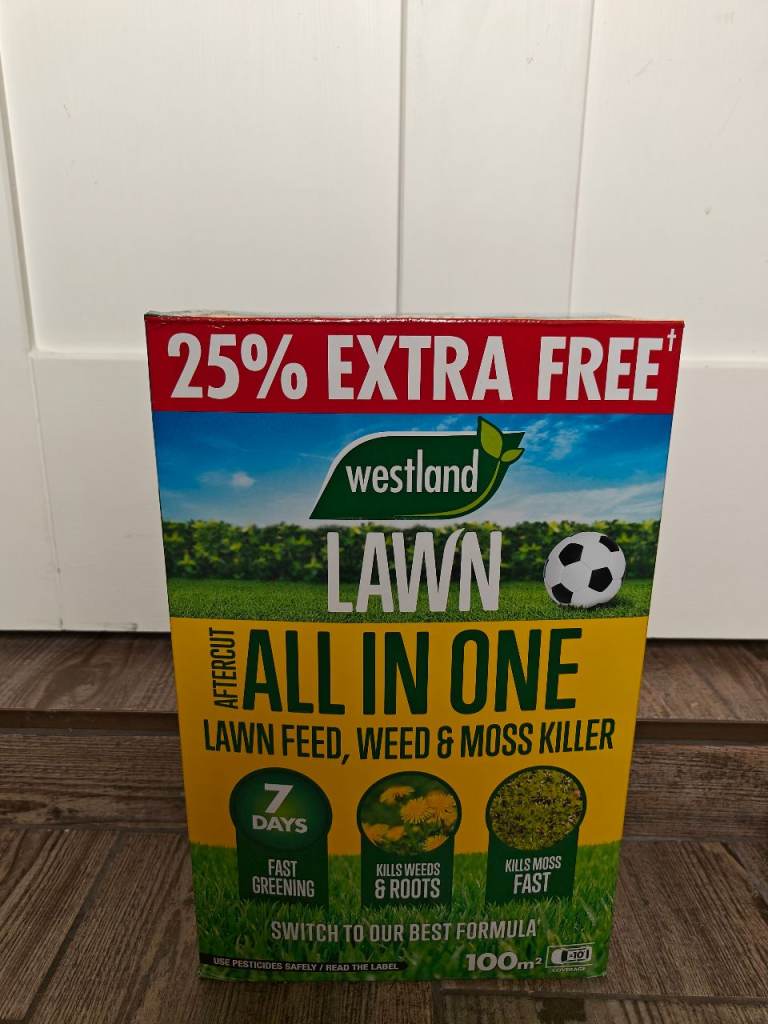 25% EXTRA FREE†
westland
LAWN
AFTERCUT
ALL IN ONE
LAWN FEED, WEED & MOSS KILLER
7
DAYS
FAST
GREENING
KILLS WEEDS
& ROOTS
KILLS MOSS
FAST
SWITCH TO OUR BEST FORMULA
USE PESTICIDES SAFELY / READ THE LABEL
100m²
COVERAGE